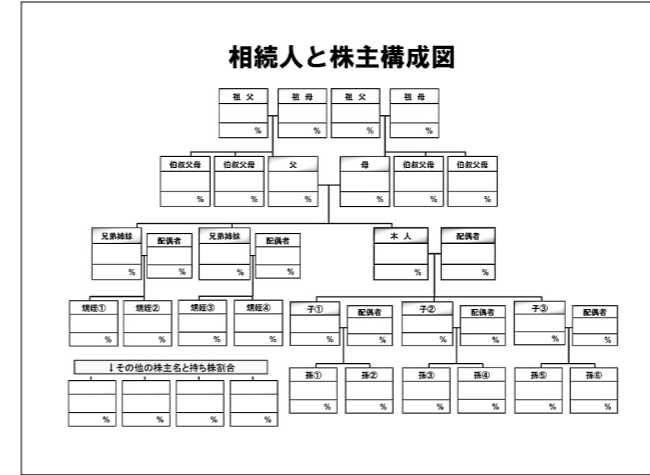 相続人と株主構成図
祖 父 祖 母 祖 父 祖 母
% % % %
伯叔父母 伯叔父母 父 母 伯叔父母 伯叔父母
% % % % % %
兄弟姉妹 配偶者 兄弟姉妹 配偶者 本 人 配偶者
% % % % % %
甥姪① 甥姪② 甥姪③ 甥姪④ 子① 配偶者 子② 配偶者 子③ 配偶者
% % % % % % % % % %
↓その他の株主名と持ち株割合
孫① 孫② 孫③ 孫④ 孫⑤ 孫⑥
% % % % % % % % % %